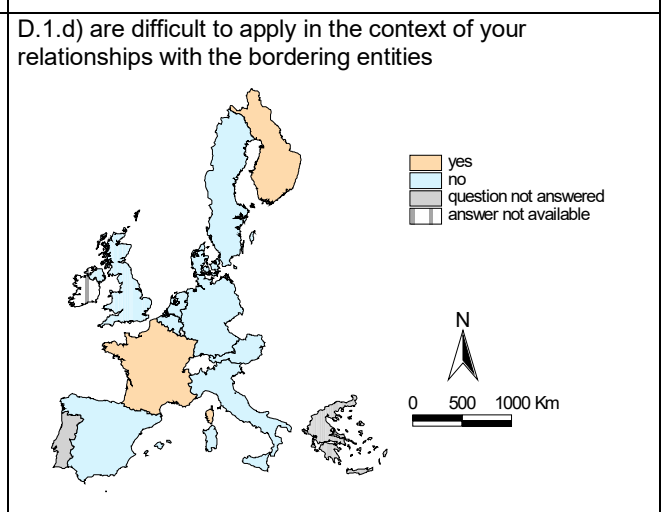 D.1.d) are difficult to apply in the context of your
relationships with the bordering entities
yes
no
question not answered
answer not available
N
0 500 1000 Km